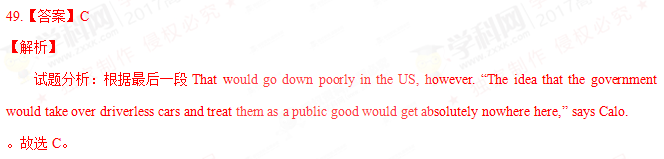 49.【答案】C
【解析】
试题分析：根据最后一段 That would go down poorly in the US, however. “The idea that the government
would take over driverless cars and treat them as a public good would get absolutely nowhere here,” says Calo.
。故选 C。